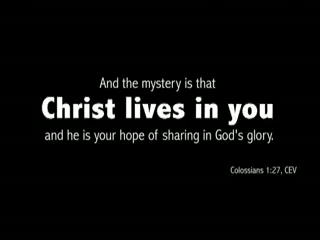 And the mystery is that
Christ lives in you
and he is your hope of sharing in God's glory.
Colossians 1:27, CEV